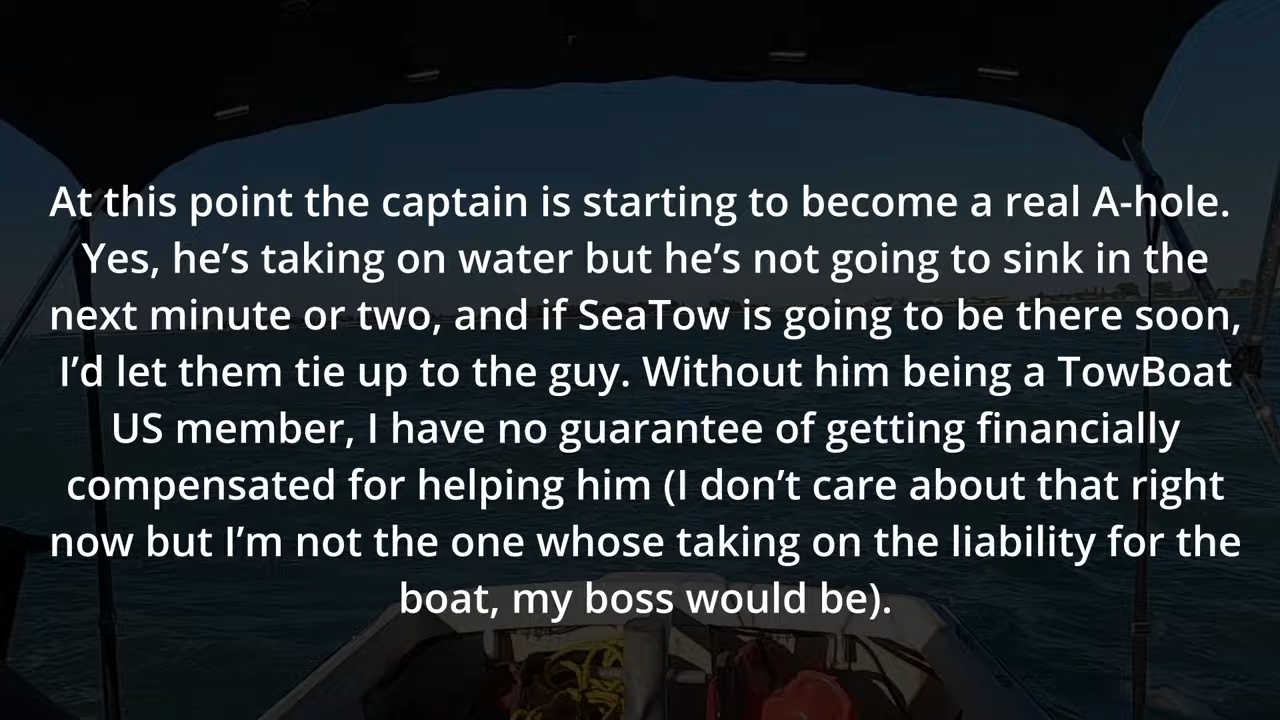 At this point the captain is starting to become a real A-hole.
Yes, he’s taking on water but he’s not going to sink in the
next minute or two, and if SeaTow is going to be there soon,
I’d let them tie up to the guy. Without him being a TowBoat
US member, I have no guarantee of getting financially
compensated for helping him (I don’t care about that right
now but I’m not the one whose taking on the liability for the
boat, my boss would be).